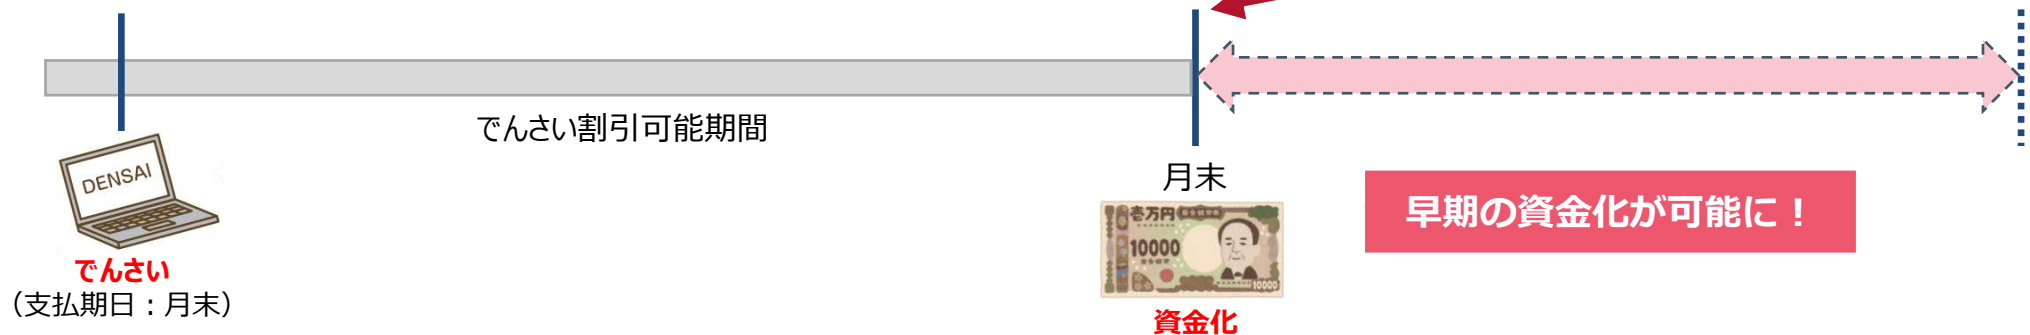 でんさい割引可能期間
DENSAI
でんさい
（支払期日：月末）
月末
壱万円
10000
10000
資金化
早期の資金化が可能に！